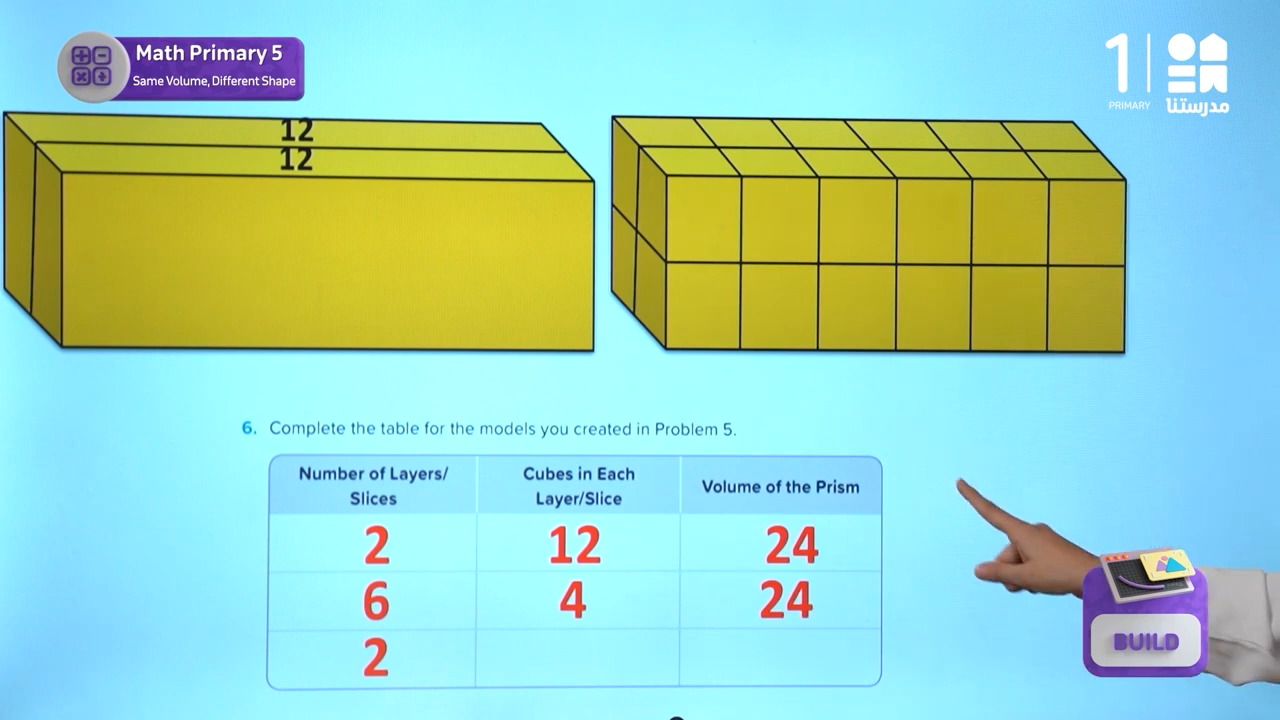 Math Primary 5
Same Volume, Different Shape
1
PRIMARY
مدرستنا
12
12
6. Complete the table for the models you created in Problem 5.
Number of Layers/
Slices
Cubes in Each
Layer/Slice
Volume of the Prism
2 12 24
6 4 24
2
BUILD